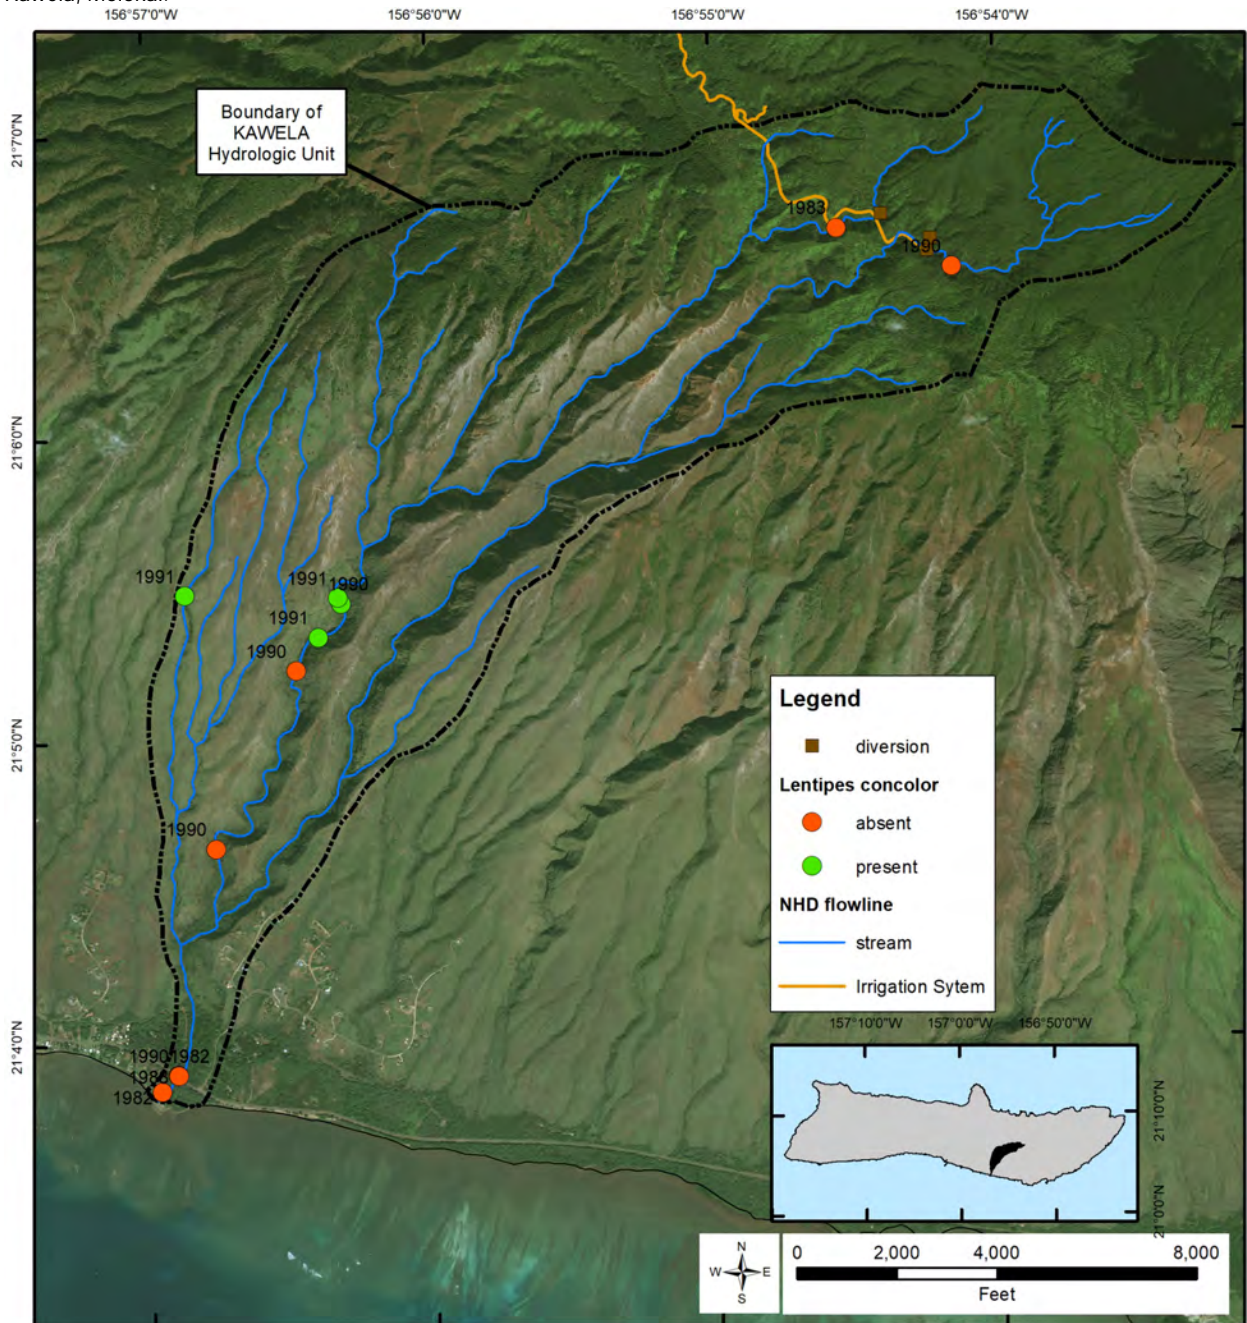 156°57'0"W
156°56'0"W
156°55'0"W
156°54'0"W
Boundary of
KAWELA
Hydrologic Unit
21°7'0"N
1983
1990
21°6'0"N
1991
1991
1990
1991
1990
21°5'0"N
1990
Legend
diversion
Lentipes concolor
absent
present
NHD flowline
stream
Irrigation Sytem
21°4'0"N
1990
1982
1982
157°10'0"W
157°0'0"W
156°50'0"W
21°10'0"N
21°0'0"N
N
W
E
S
0
2,000
4,000
8,000
Feet